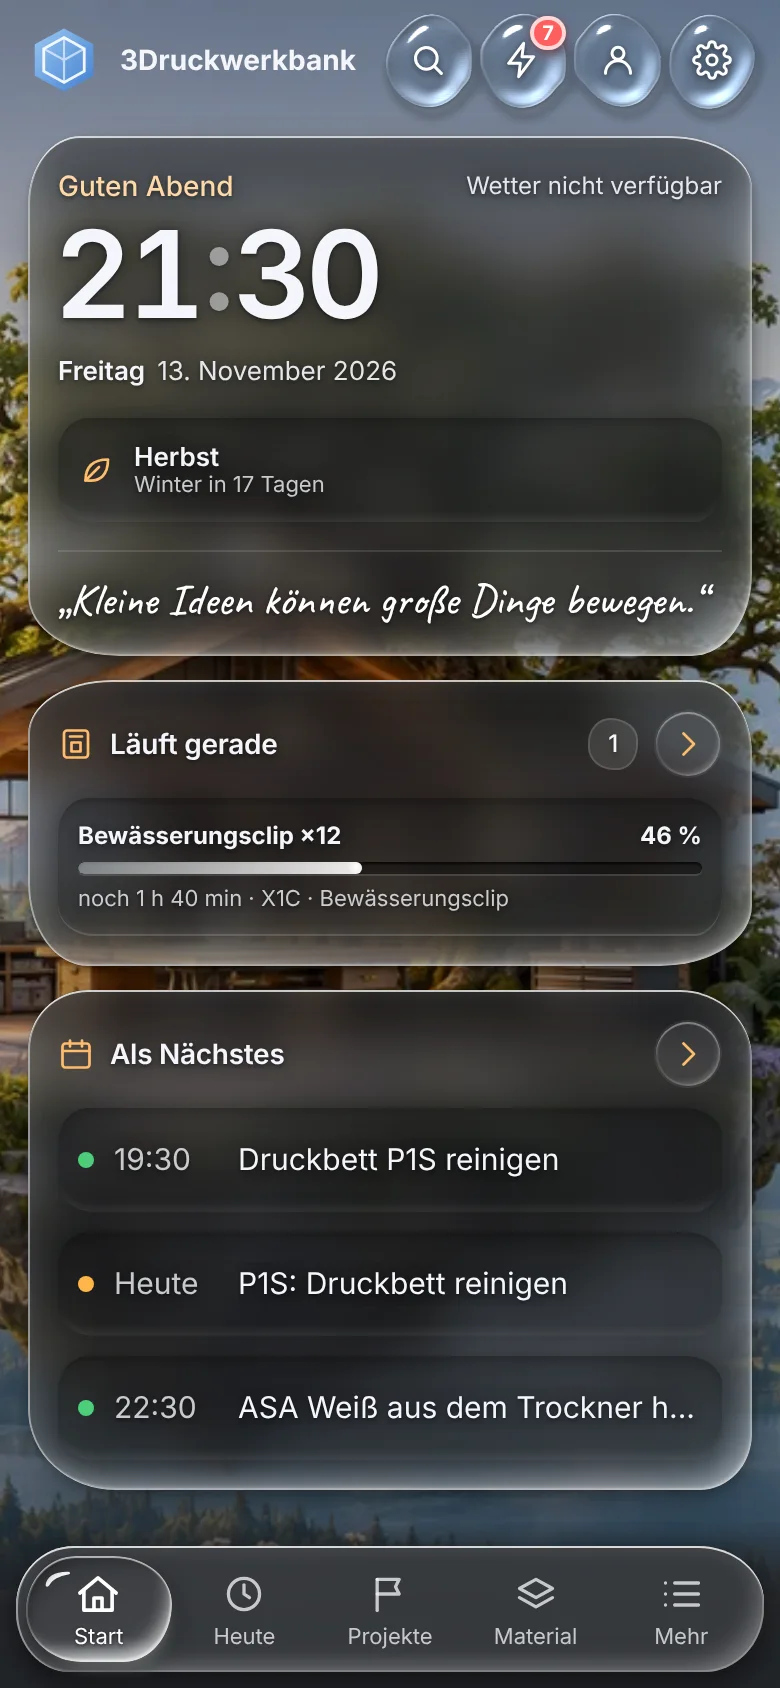 3Druckwerkbank
7
Guten Abend
Wetter nicht verfügbar
21:30
Freitag 13. November 2026
Herbst
Winter in 17 Tagen
„Kleine Ideen können große Dinge bewegen.“
Läuft gerade
1
Bewässerungsclip ×12
46 %
noch 1 h 40 min · X1C · Bewässerungsclip
Als Nächstes
19:30 Druckbett P1S reinigen
Heute P1S: Druckbett reinigen
22:30 ASA Weiß aus dem Trockner h...
Start
Heute
Projekte
Material
Mehr